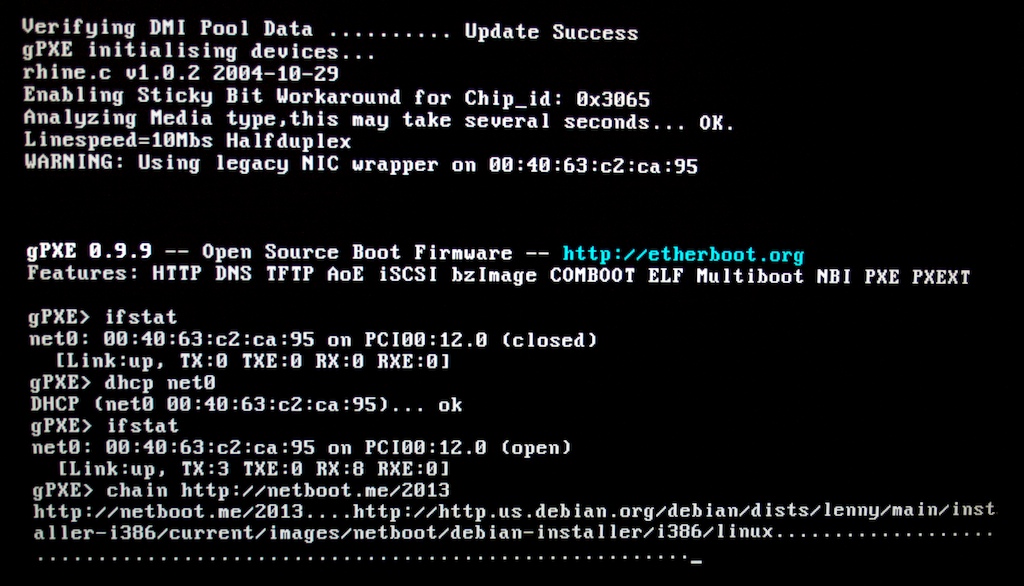 Verifying DMI Pool Data .......... Update Success
gPXE initialising devices...
rhine.c v1.0.2 2004-10-29
Enabling Sticky Bit Workaround for Chip_id: 0x3065
Analyzing Media type,this may take several seconds... OK.
Linespeed=10Mbs Halfduplex
WARNING: Using legacy NIC wrapper on 00:40:63:c2:ca:95
gPXE 0.9.9 -- Open Source Boot Firmware -- http://etherboot.org
Features: HTTP DNS TFTP AoE iSCSI bzImage COMBOOT ELF Multiboot NBI PXE PXEXT
gPXE> ifstat
net0: 00:40:63:c2:ca:95 on PCI00:12.0 (closed)
[Link:up, TX:0 TXE:0 RX:0 RXE:0]
gPXE> dhcp net0
DHCP (net0 00:40:63:c2:ca:95)... ok
gPXE> ifstat
net0: 00:40:63:c2:ca:95 on PCI00:12.0 (open)
[Link:up, TX:3 TXE:0 RX:8 RXE:0]
gPXE> chain http://netboot.me/2013
http://netboot.me/2013....http://http.us.debian.org/debian/dists/lenny/main/inst
aller-i386/current/images/netboot/debian-installer/i386/linux...................
......................................................_